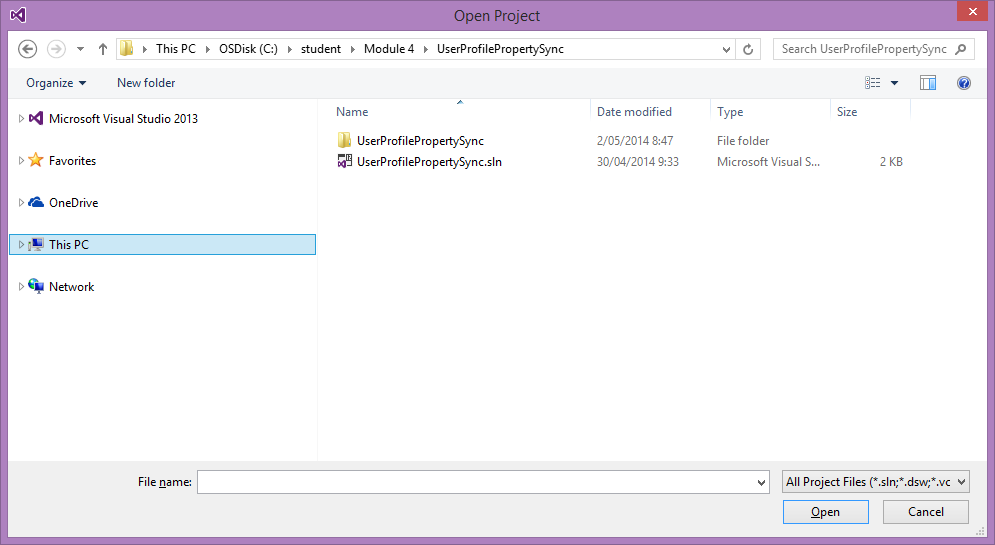 Open Project
This PC OSDisk (C:) student Module 4 UserProfilePropertySync Search UserProfilePropertySync
Organize New folder
Name Date modified Type Size
Microsoft Visual Studio 2013
UserProfilePropertySync 2/05/2014 8:47 File folder
Favorites UserProfilePropertySync.sln 30/04/2014 9:33 Microsoft Visual S... 2 KB
OneDrive
This PC
Network
File name: All Project Files (*.sln;*.dsw;*.vc
Open Cancel